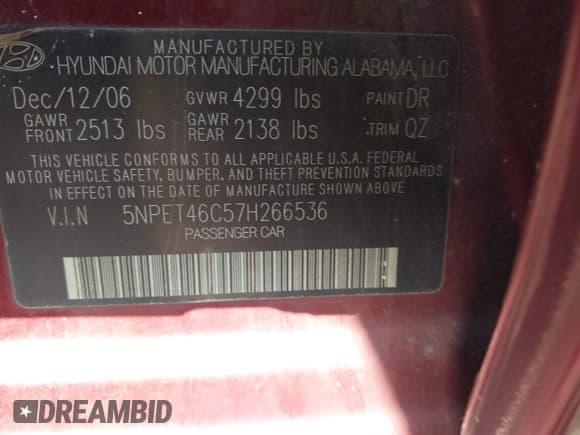 MANUFACTURED BY
HYUNDAI MOTOR MANUFACTURING ALABAMA, LLC
Dec/12/06 GVWR 4299 lbs PAINT DR
GAWR FRONT 2513 lbs GAWR REAR 2138 lbs .TRIM QZ
THIS VEHICLE CONFORMS TO ALL APPLICABLE U.S.A. FEDERAL
MOTOR VEHICLE SAFETY, BUMPER, AND THEFT PREVENTION STANDARDS
IN EFFECT ON THE DATE OF MANUFACTURE SHOWN ABOVE
V.I.N 5NPET46C57H266536
PASSENGER CAR
DREAMBID